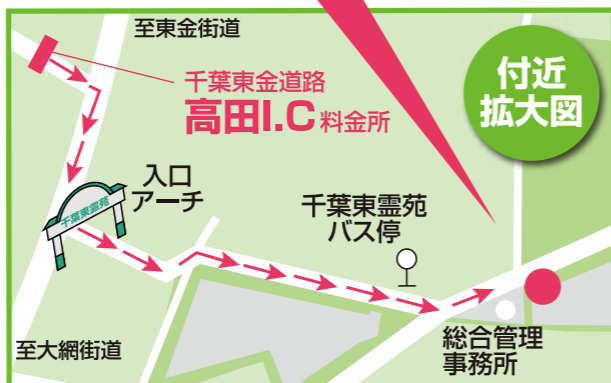 至東金街道
付近
拡大図
千葉東金道路
高田I.C 料金所
入口
アーチ
千葉東霊苑
千葉東霊苑
バス停
至大網街道
総合管理
事務所